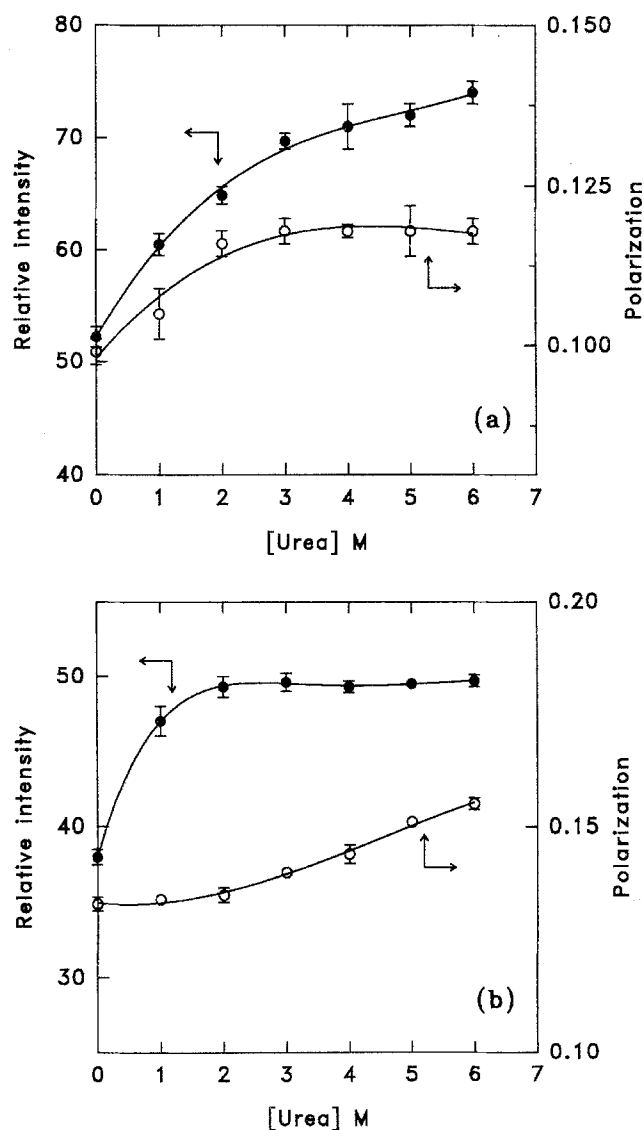 80
70
60
50
40
Relative intensity
0.150
0.125
0.100
Polarization
(a)
0 1 2 3 4 5 6 7
[Urea] M
50
40
30
Relative intensity
0.20
0.15
0.10
Polarization
(b)
0 1 2 3 4 5 6 7
[Urea] M